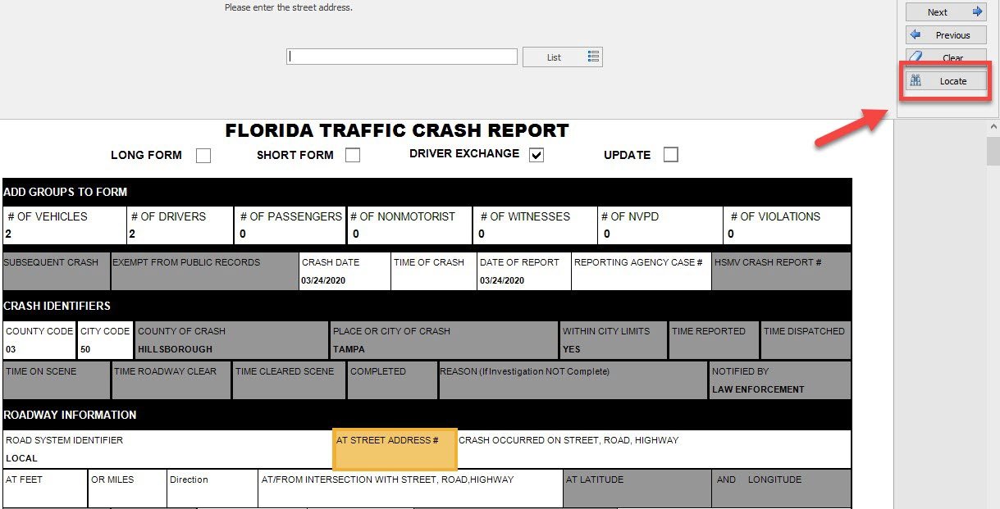 Please enter the street address.
Next
Previous
List
Clear
Locate
FLORIDA TRAFFIC CRASH REPORT
LONG FORM SHORT FORM DRIVER EXCHANGE UPDATE
ADD GROUPS TO FORM
# OF VEHICLES # OF DRIVERS # OF PASSENGERS # OF NONMOTORIST # OF WITNESSES # OF NVPD # OF VIOLATIONS
2 2 0 0 0 0 0
SUBSEQUENT CRASH EXEMPT FROM PUBLIC RECORDS CRASH DATE TIME OF CRASH DATE OF REPORT REPORTING AGENCY CASE # HSMV CRASH REPORT #
03/24/2020 03/24/2020
CRASH IDENTIFIERS
COUNTY CODE CITY CODE COUNTY OF CRASH PLACE OR CITY OF CRASH WITHIN CITY LIMITS TIME REPORTED TIME DISPATCHED
03 50 HILLSBOROUGH TAMPA YES
TIME ON SCENE TIME ROADWAY CLEAR TIME CLEARED SCENE COMPLETED REASON (If Investigation NOT Complete) NOTIFIED BY
LAW ENFORCEMENT
ROADWAY INFORMATION
ROAD SYSTEM IDENTIFIER AT STREET ADDRESS # CRASH OCCURRED ON STREET, ROAD, HIGHWAY
LOCAL
AT FEET OR MILES Direction AT/FROM INTERSECTION WITH STREET, ROAD,HIGHWAY AT LATITUDE AND LONGITUDE